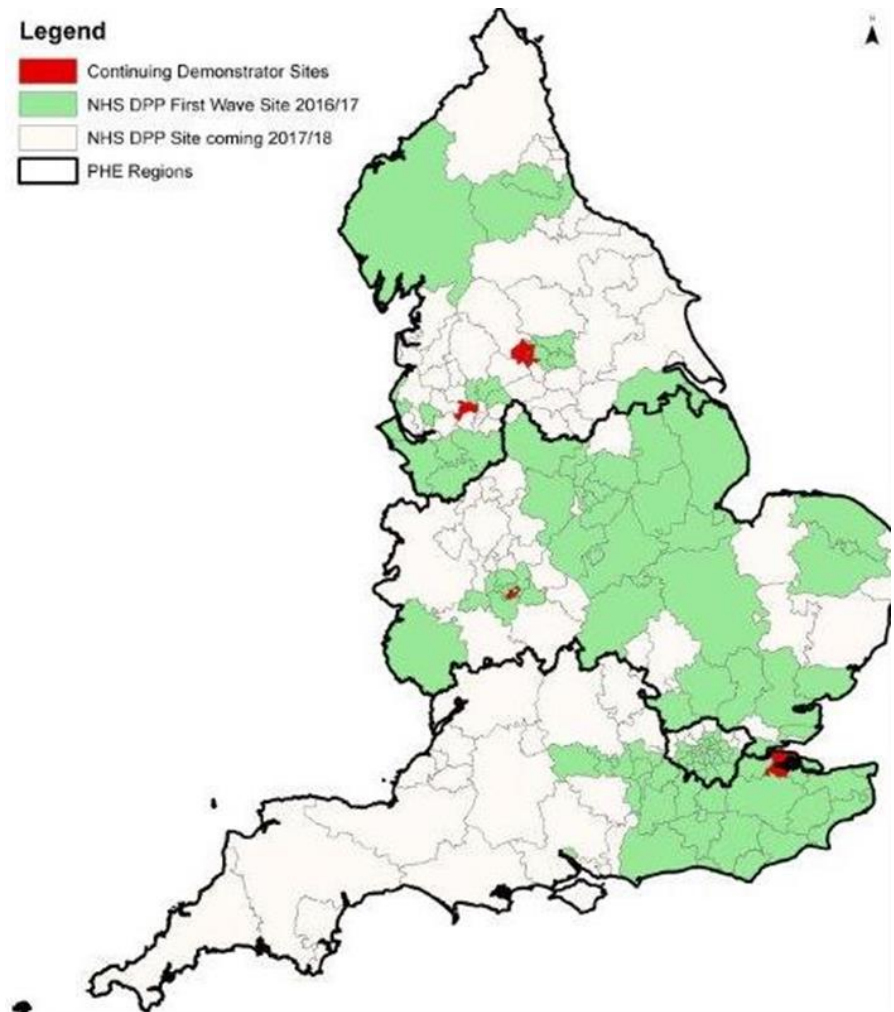 Legend
Continuing Demonstrator Sites
NHS DPP First Wave Site 2016/17
NHS DPP Site coming 2017/18
PHE Regions